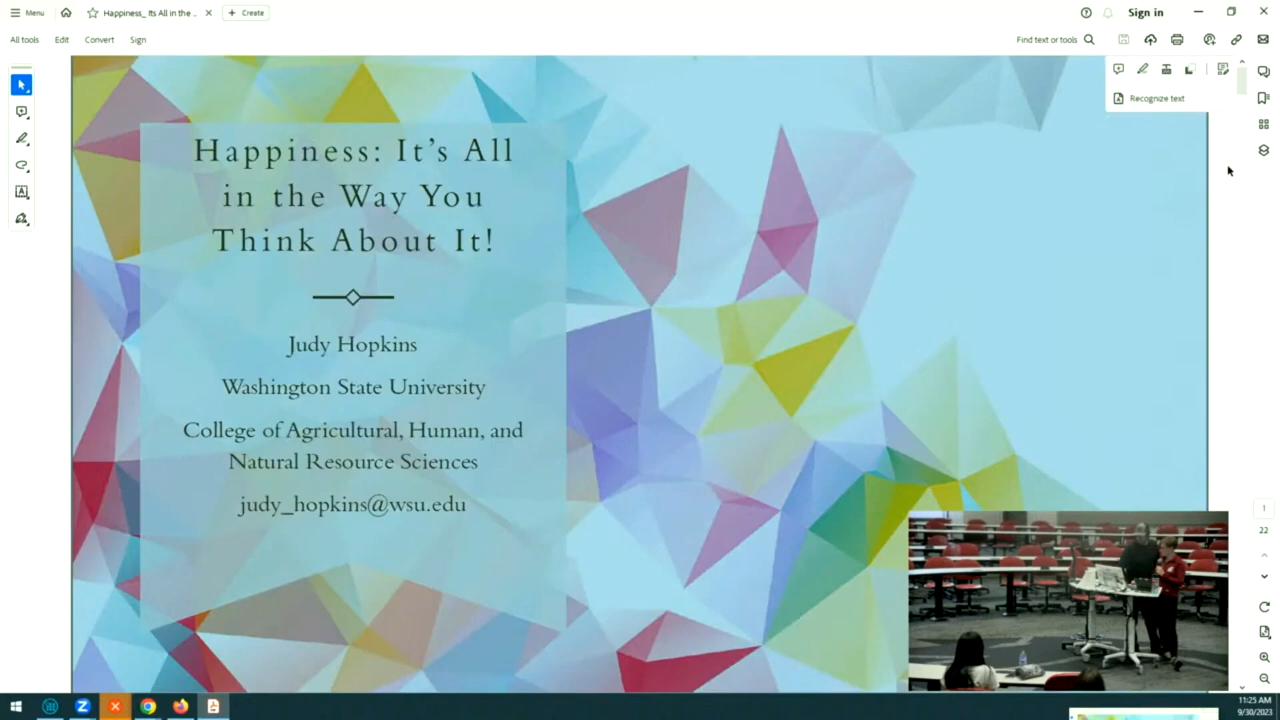 Menu
Happiness_ Its All in the ..
Create
Sign in
All tools
Edit
Convert
Sign
Find text or tools
Recognize text
Happiness: It's All
in the Way You
Think About It!
Judy Hopkins
Washington State University
College of Agricultural, Human, and
Natural Resource Sciences
judy_hopkins@wsu.edu
1
22
11:25 AM
9/30/2023